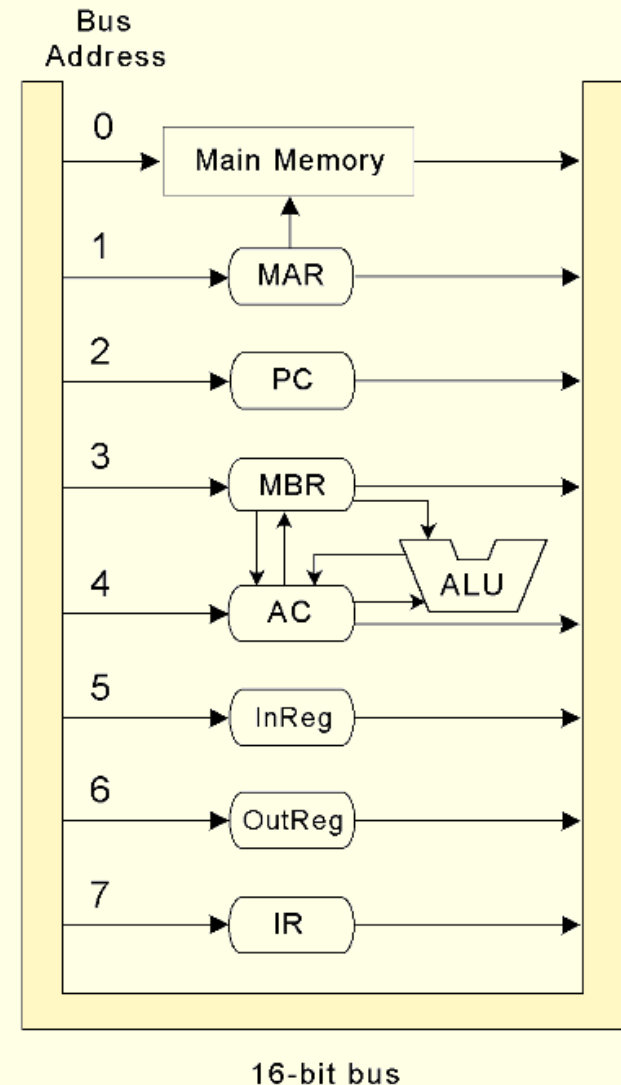 Bus
Address
0
Main Memory
1
MAR
2
PC
3
MBR
ALU
4
AC
5
InReg
6
OutReg
7
IR
16-bit bus